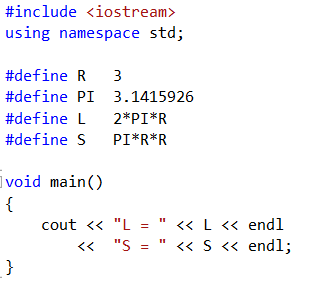 #include <iostream>
using namespace std;
#define R   3
#define PI  3.1415926
#define L   2*PI*R
#define S   PI*R*R
void main()
{
    cout << "L = " << L << endl
        <<  "S = " << S << endl;
}